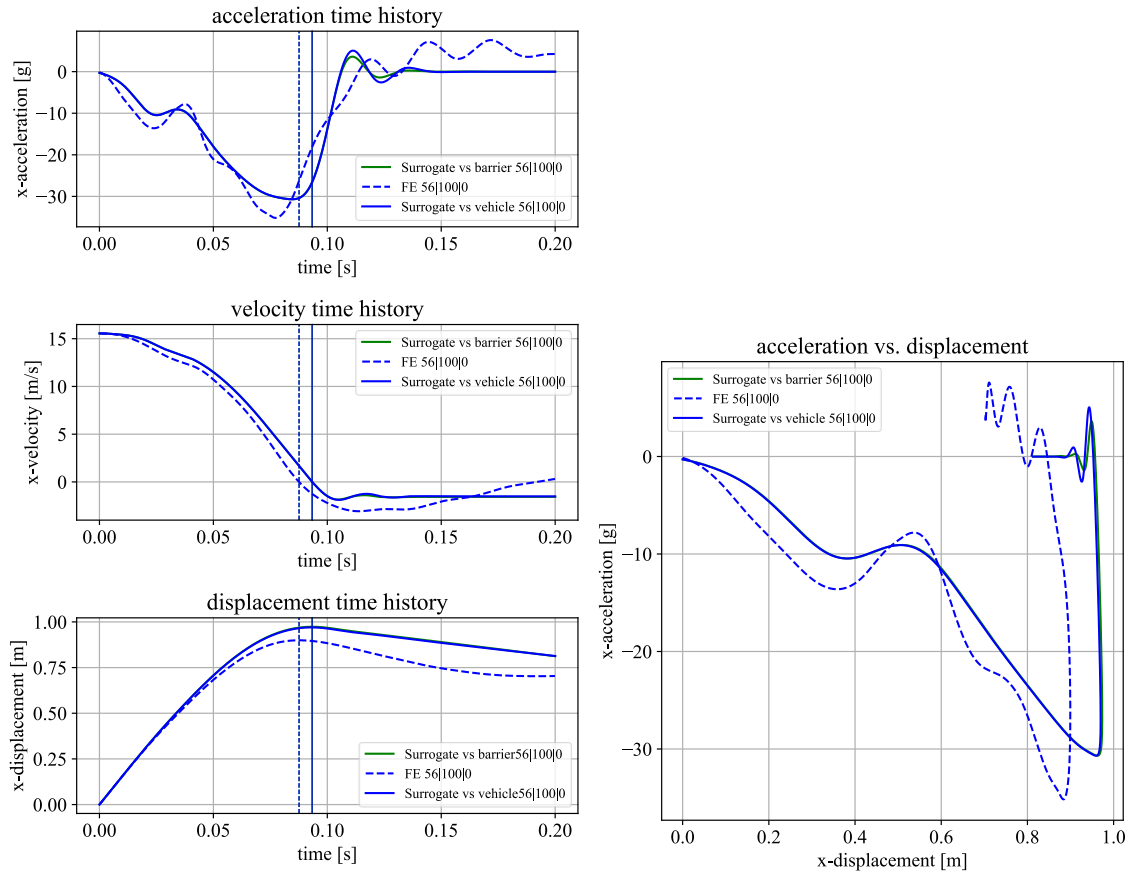 acceleration time history
x-acceleration [g]
0
−10
−20
−30
Surrogate vs barrier 56|100|0
FE 56|100|0
Surrogate vs vehicle 56|100|0
0.00 0.05 0.10 0.15 0.20
time [s]
velocity time history
x-velocity [m/s]
15
10
5
0
Surrogate vs barrier 56|100|0
FE 56|100|0
Surrogate vs vehicle 56|100|0
0.00 0.05 0.10 0.15 0.20
time [s]
displacement time history
x-displacement [m]
1.00
0.75
0.50
0.25
0.00
Surrogate vs barrier56|100|0
FE 56|100|0
Surrogate vs vehicle56|100|0
0.00 0.05 0.10 0.15 0.20
time [s]
acceleration vs. displacement
Surrogate vs barrier 56|100|0
FE 56|100|0
Surrogate vs vehicle 56|100|0
x-acceleration [g]
0
−10
−20
−30
0.0 0.2 0.4 0.6 0.8 1.0
x-displacement [m]